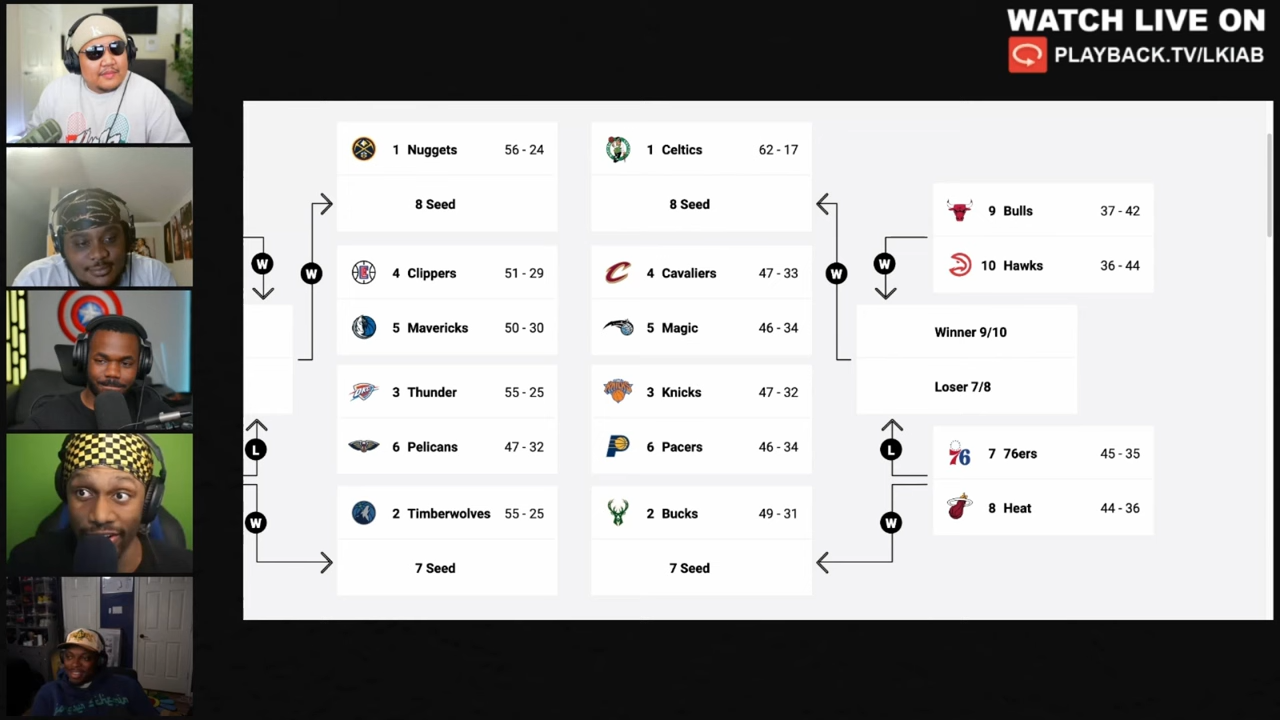 WATCH LIVE ON
PLAYBACK.TV/LKIAB
1 Nuggets 56 - 24
8 Seed
4 Clippers 51 - 29
5 Mavericks 50 - 30
3 Thunder 55 - 25
6 Pelicans 47 - 32
2 Timberwolves 55 - 25
7 Seed
1 Celtics 62 - 17
8 Seed
4 Cavaliers 47 - 33
5 Magic 46 - 34
3 Knicks 47 - 32
6 Pacers 46 - 34
2 Bucks 49 - 31
7 Seed
9 Bulls 37 - 42
10 Hawks 36 - 44
Winner 9/10
Loser 7/8
7 76ers 45 - 35
8 Heat 44 - 36
W
W
L
W
W
W
L
W